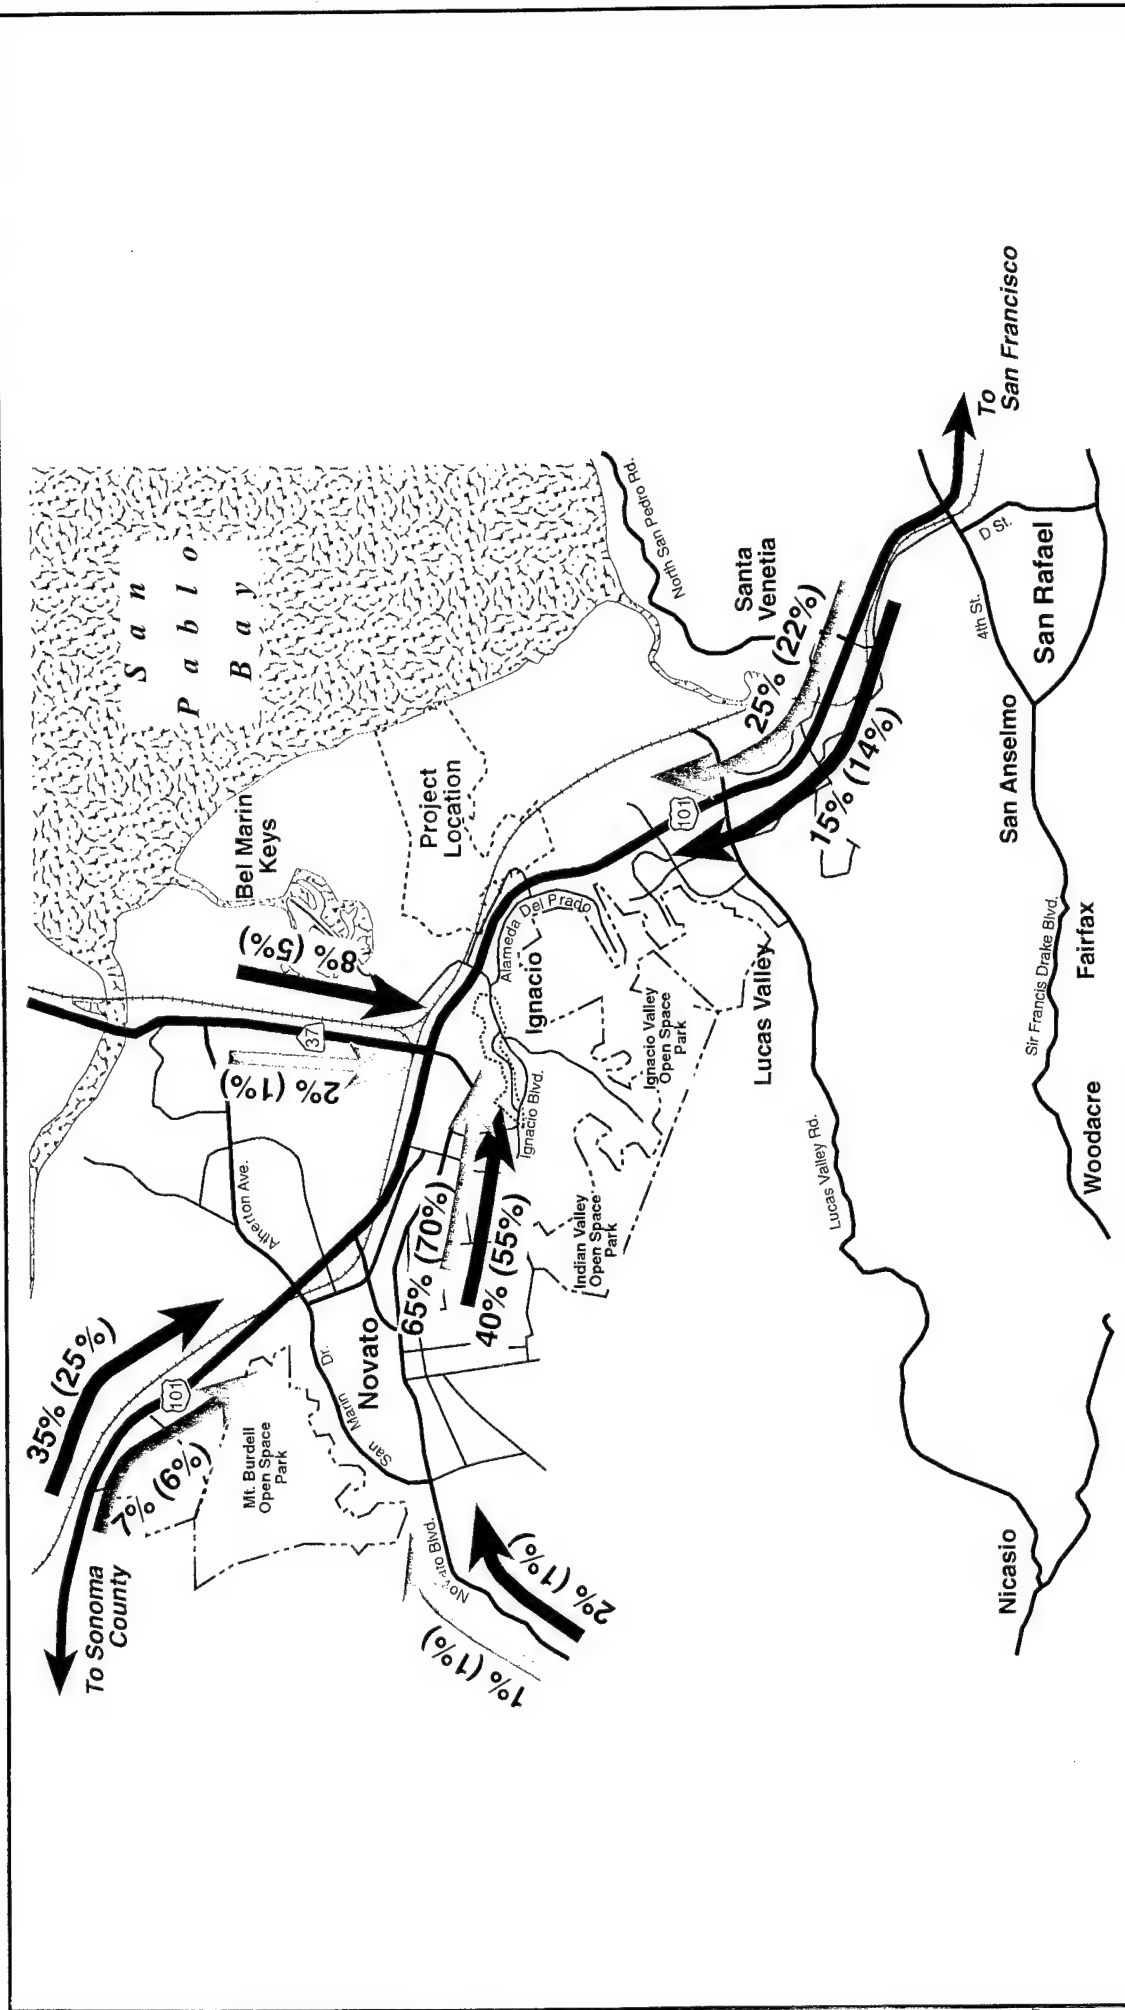 San
Pablo
Bay
To Sonoma
County
35% (25%)
101
7% (6%)
Mt. Burdell
Open Space
Park
Atherton Ave.
2% (1%)
37
8% (5%)
Bel Marin
Keys
Project
Location
Novato
San Marin Dr.
Novato Blvd.
1% (1%)
2% (1%)
65% (70%)
40% (55%)
Ignacio Blvd.
Ignacio
Alameda Del Prado
Indian Valley
Open Space
Park
Ignacio Valley
Open Space
Park
101
25% (22%)
15% (14%)
Santa
Venetia
North San Pedro Rd.
Lucas Valley
Lucas Valley Rd.
To
San Francisco
D St.
4th St.
San Rafael
San Anselmo
Sir Francis Drake Blvd.
Fairfax
Woodacre
Nicasio